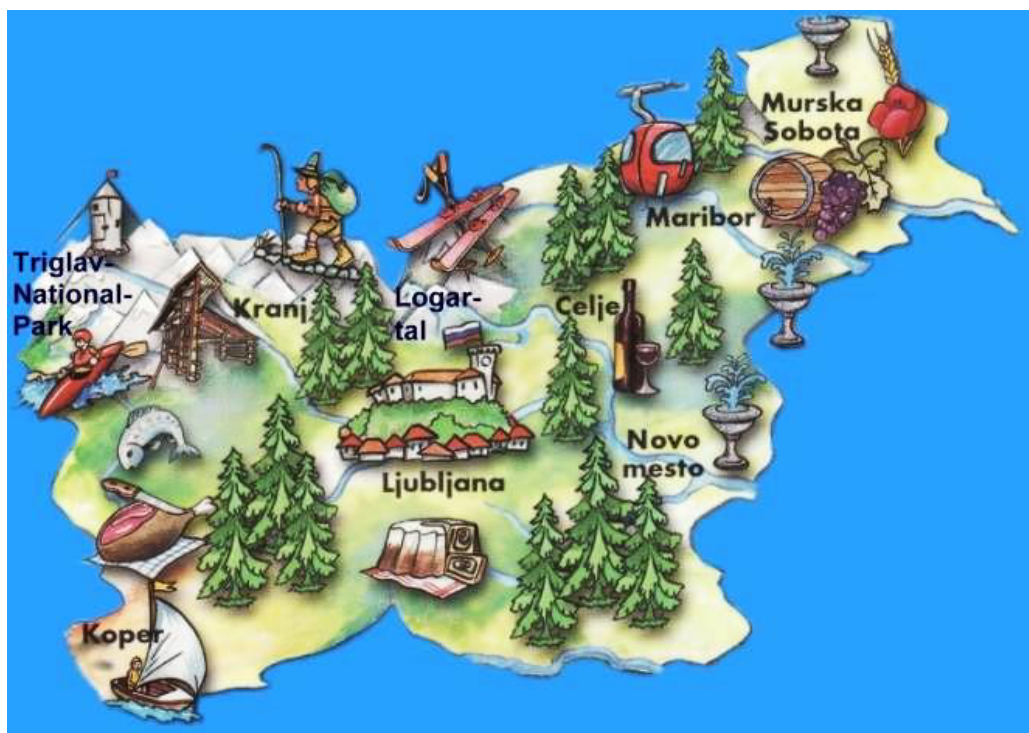 Murska
Sobota
Maribor
Triglav-
National-
Park
Kranj
Logar-
tal
Celje
Novo
mesto
Ljubljana
Koper